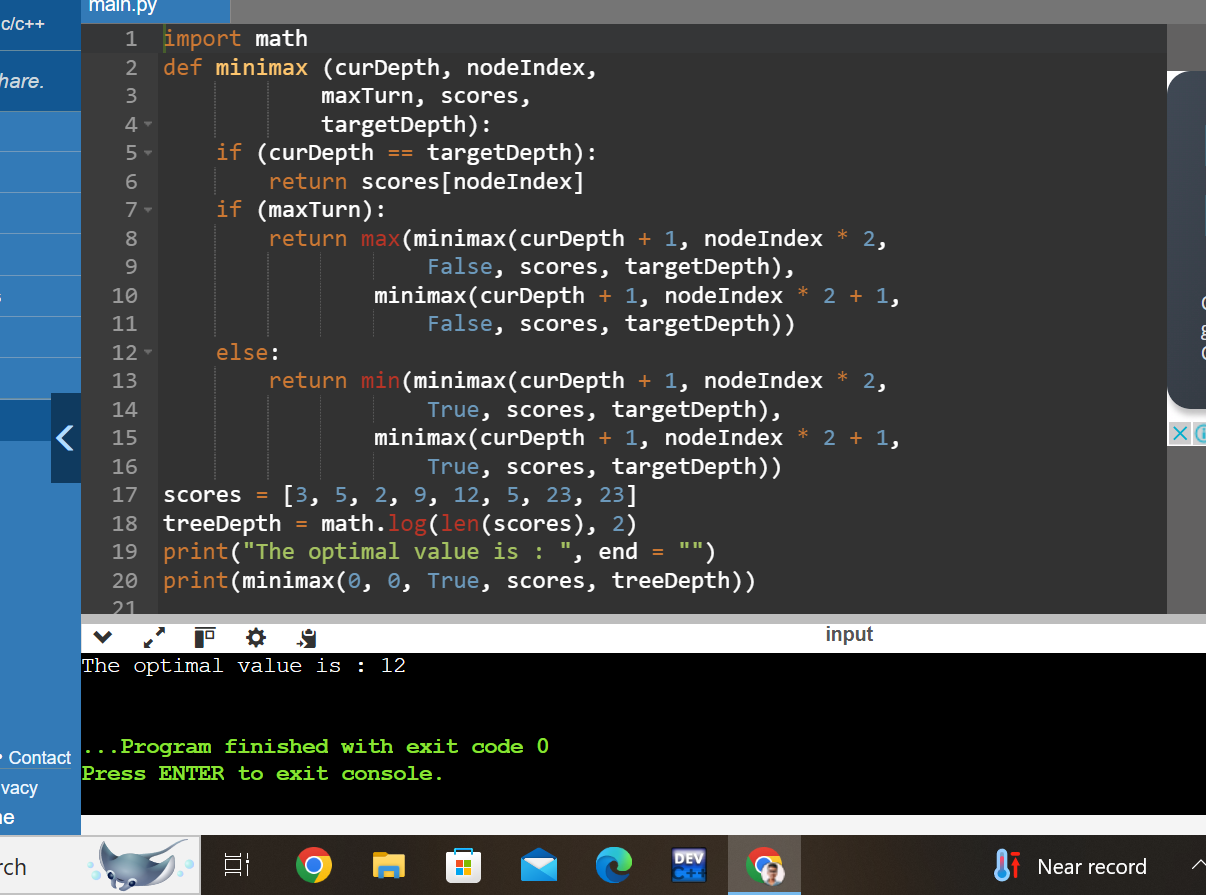 main.py
c/c++
hare.
1 import math
2 def minimax (curDepth, nodeIndex,
3             maxTurn, scores,
4             targetDepth):
5     if (curDepth == targetDepth):
6         return scores[nodeIndex]
7     if (maxTurn):
8         return max(minimax(curDepth + 1, nodeIndex * 2,
9                     False, scores, targetDepth),
10                 minimax(curDepth + 1, nodeIndex * 2 + 1,
11                     False, scores, targetDepth))
12     else:
13         return min(minimax(curDepth + 1, nodeIndex * 2,
14                     True, scores, targetDepth),
15                 minimax(curDepth + 1, nodeIndex * 2 + 1,
16                     True, scores, targetDepth))
17 scores = [3, 5, 2, 9, 12, 5, 23, 23]
18 treeDepth = math.log(len(scores), 2)
19 print("The optimal value is : ", end = "")
20 print(minimax(0, 0, True, scores, treeDepth))
21
input
The optimal value is : 12
...Program finished with exit code 0
Press ENTER to exit console.
• Contact
vacy
ne
rch
DEV
C++
Near record